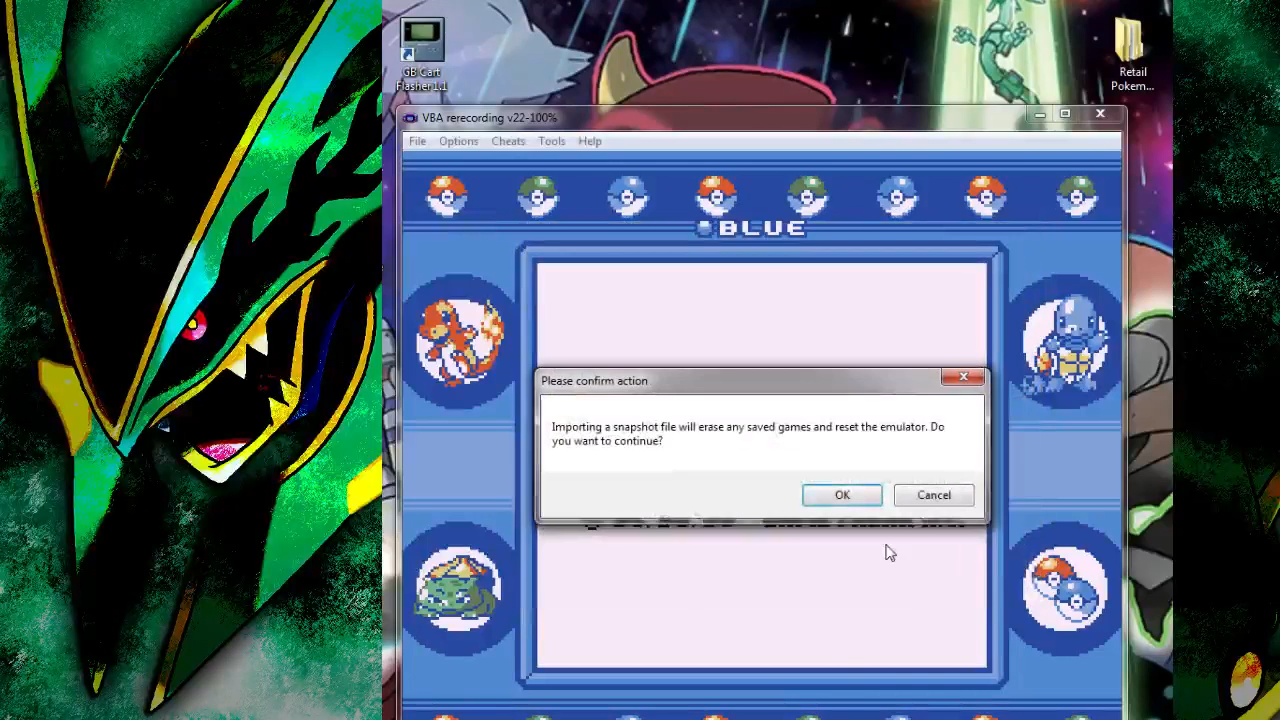 GB Cart
Flasher1.1
Retail
Pokem...
VBA rerecording v22-100%
File Options Cheats Tools Help
BLUE
Please confirm action
Importing a snapshot file will erase any saved games and reset the emulator. Do
you want to continue?
OK Cancel